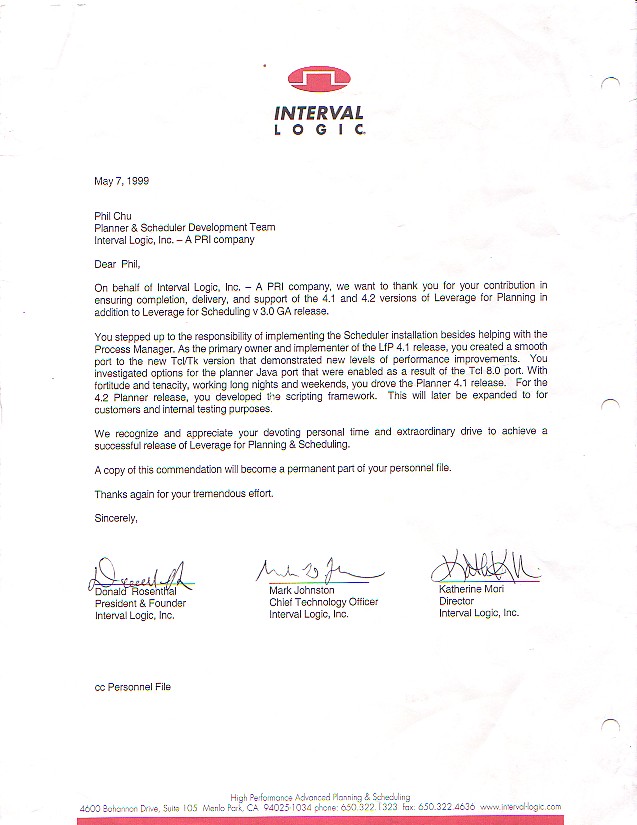 INTERVAL
LOGIC
May 7, 1999
Phil Chu
Planner & Scheduler Development Team
Interval Logic, Inc. – A PRI company
Dear Phil,
On behalf of Interval Logic, Inc. – A PRI company, we want to thank you for your contribution in
ensuring completion, delivery, and support of the 4.1 and 4.2 versions of Leverage for Planning in
addition to Leverage for Scheduling v 3.0 GA release.
You stepped up to the responsibility of implementing the Scheduler installation besides helping with the
Process Manager. As the primary owner and implementer of the LfP 4.1 release, you created a smooth
port to the new Tcl/Tk version that demonstrated new levels of performance improvements. You
investigated options for the planner Java port that were enabled as a result of the Tcl 8.0 port. With
fortitude and tenacity, working long nights and weekends, you drove the Planner 4.1 release. For the
4.2 Planner release, you developed the scripting framework. This will later be expanded to for
customers and internal testing purposes.
We recognize and appreciate your devoting personal time and extraordinary drive to achieve a
successful release of Leverage for Planning & Scheduling.
A copy of this commendation will become a permanent part of your personnel file.
Thanks again for your tremendous effort.
Sincerely,
Donald Rosenthal
President & Founder
Interval Logic, Inc.
Mark Johnston
Chief Technology Officer
Interval Logic, Inc.
Katherine Mori
Director
Interval Logic, Inc.
cc Personnel File
High Performance Advanced Planning & Scheduling
4600 Bohannon Drive, Suite 105 Menlo Park, CA 94025-1034 phone: 650.322.1323 fax: 650.322.4636 www.interval-logic.com